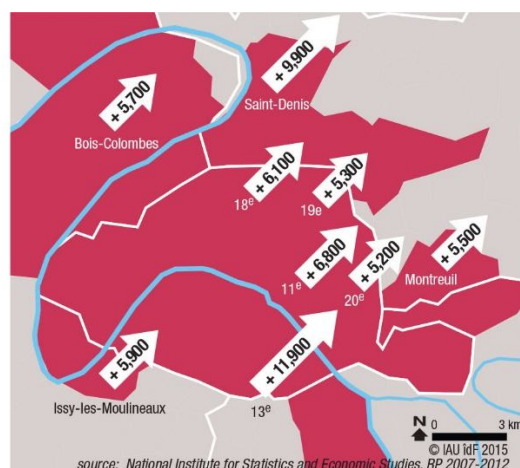 + 9,900
Saint-Denis
+ 5,700
Bois-Colombes
+ 6,100
18e
+ 5,300
19e
+ 6,800
11e
+ 5,200
20e
+ 5,500
Montreuil
+ 5,900
Issy-les-Moulineaux
+ 11,900
13e
N
0 3 km
© IAU îdF 2015
source: National Institute for Statistics and Economic Studies, RP 2007-2012